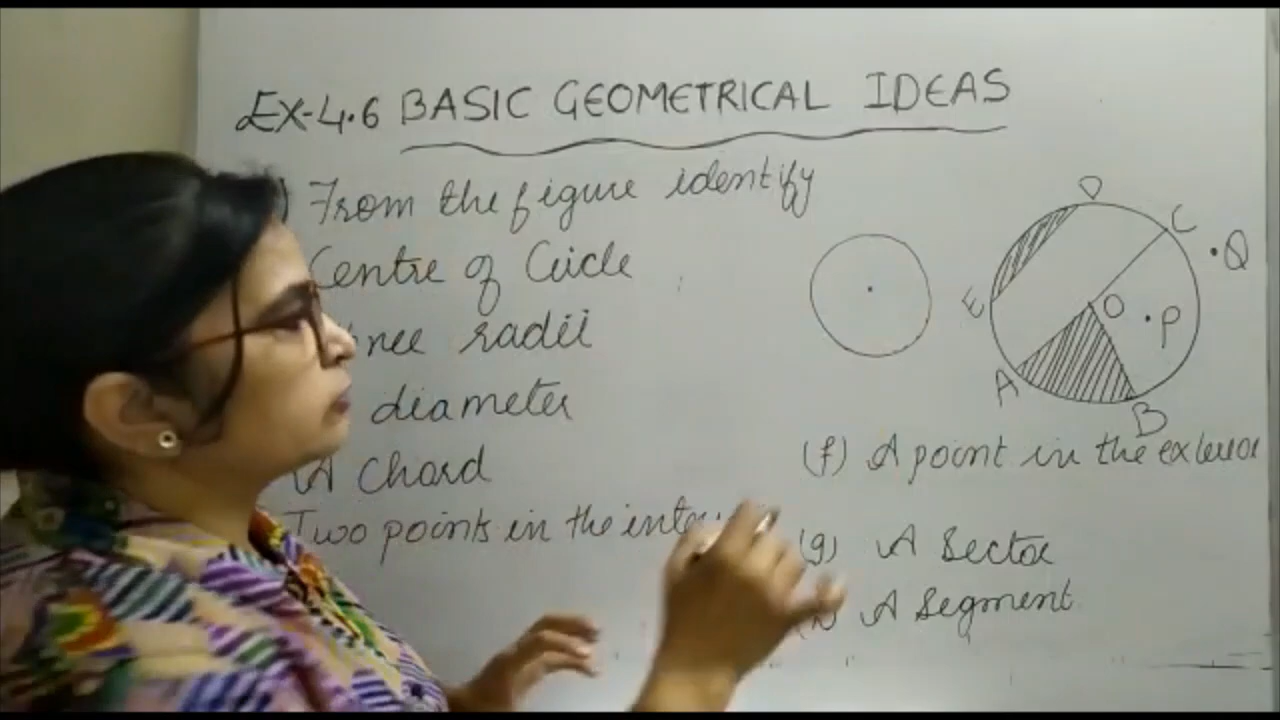 EX-4.6 BASIC GEOMETRICAL IDEAS
) From the figure identify
Centre of Circle
radii
diameter
A Chord
Two points in the
D
C
Q
E
O
P
A
B
(f) A point in the exterior
(g) A Sector
A Segment